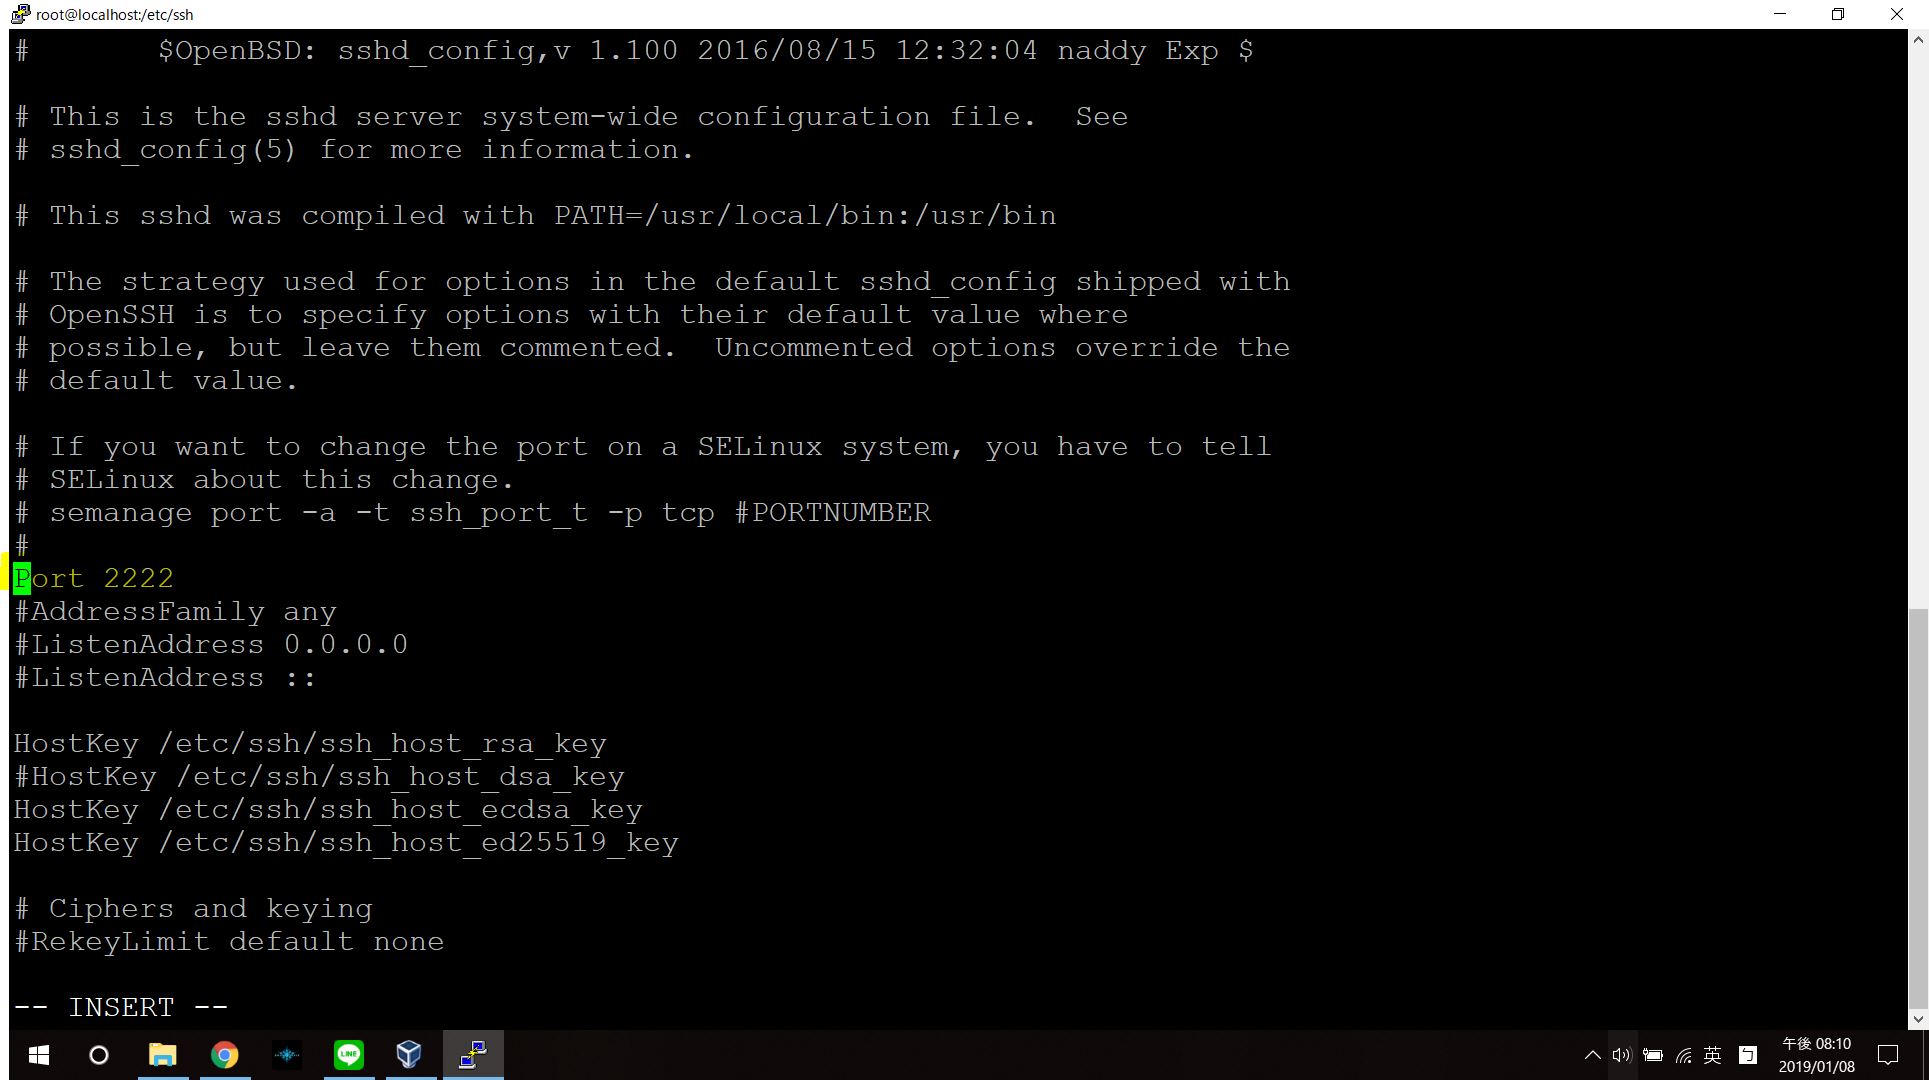 root@localhost:/etc/ssh
#       $OpenBSD: sshd_config,v 1.100 2016/08/15 12:32:04 naddy Exp $
# This is the sshd server system-wide configuration file.  See
# sshd_config(5) for more information.
# This sshd was compiled with PATH=/usr/local/bin:/usr/bin
# The strategy used for options in the default sshd_config shipped with
# OpenSSH is to specify options with their default value where
# possible, but leave them commented.  Uncommented options override the
# default value.
# If you want to change the port on a SELinux system, you have to tell
# SELinux about this change.
# semanage port -a -t ssh_port_t -p tcp #PORTNUMBER
#
Port 2222
#AddressFamily any
#ListenAddress 0.0.0.0
#ListenAddress ::
HostKey /etc/ssh/ssh_host_rsa_key
#HostKey /etc/ssh/ssh_host_dsa_key
HostKey /etc/ssh/ssh_host_ecdsa_key
HostKey /etc/ssh/ssh_host_ed25519_key
# Ciphers and keying
#RekeyLimit default none
-- INSERT --
LINE
英
午後 08:10
2019/01/08